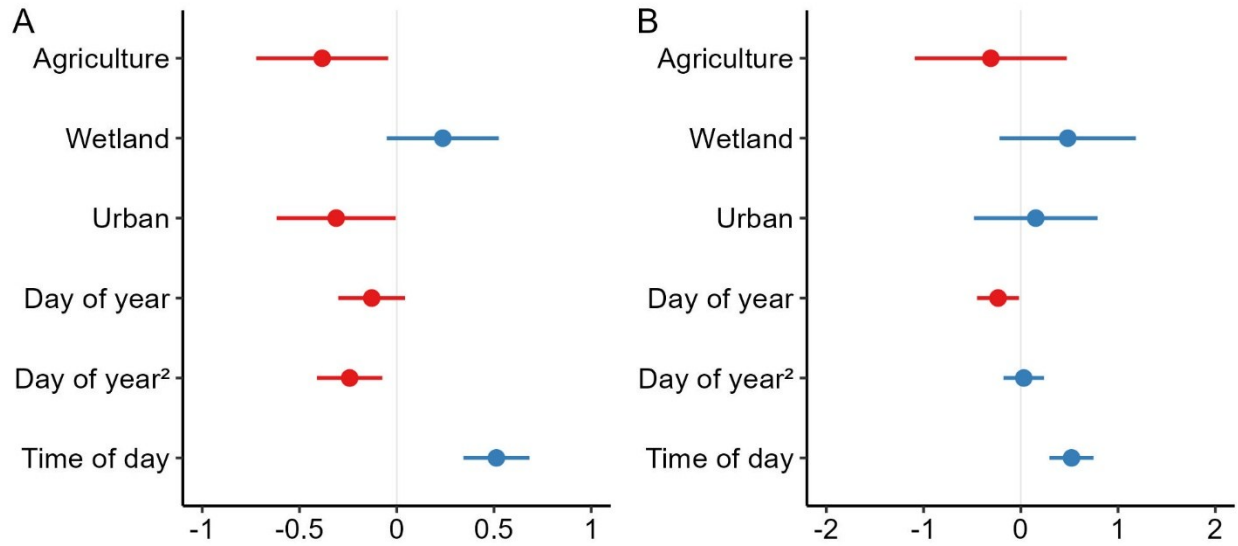 A
Agriculture
Wetland
Urban
Day of year
Day of year²
Time of day
-1 -0.5 0 0.5 1
B
Agriculture
Wetland
Urban
Day of year
Day of year²
Time of day
-2 -1 0 1 2